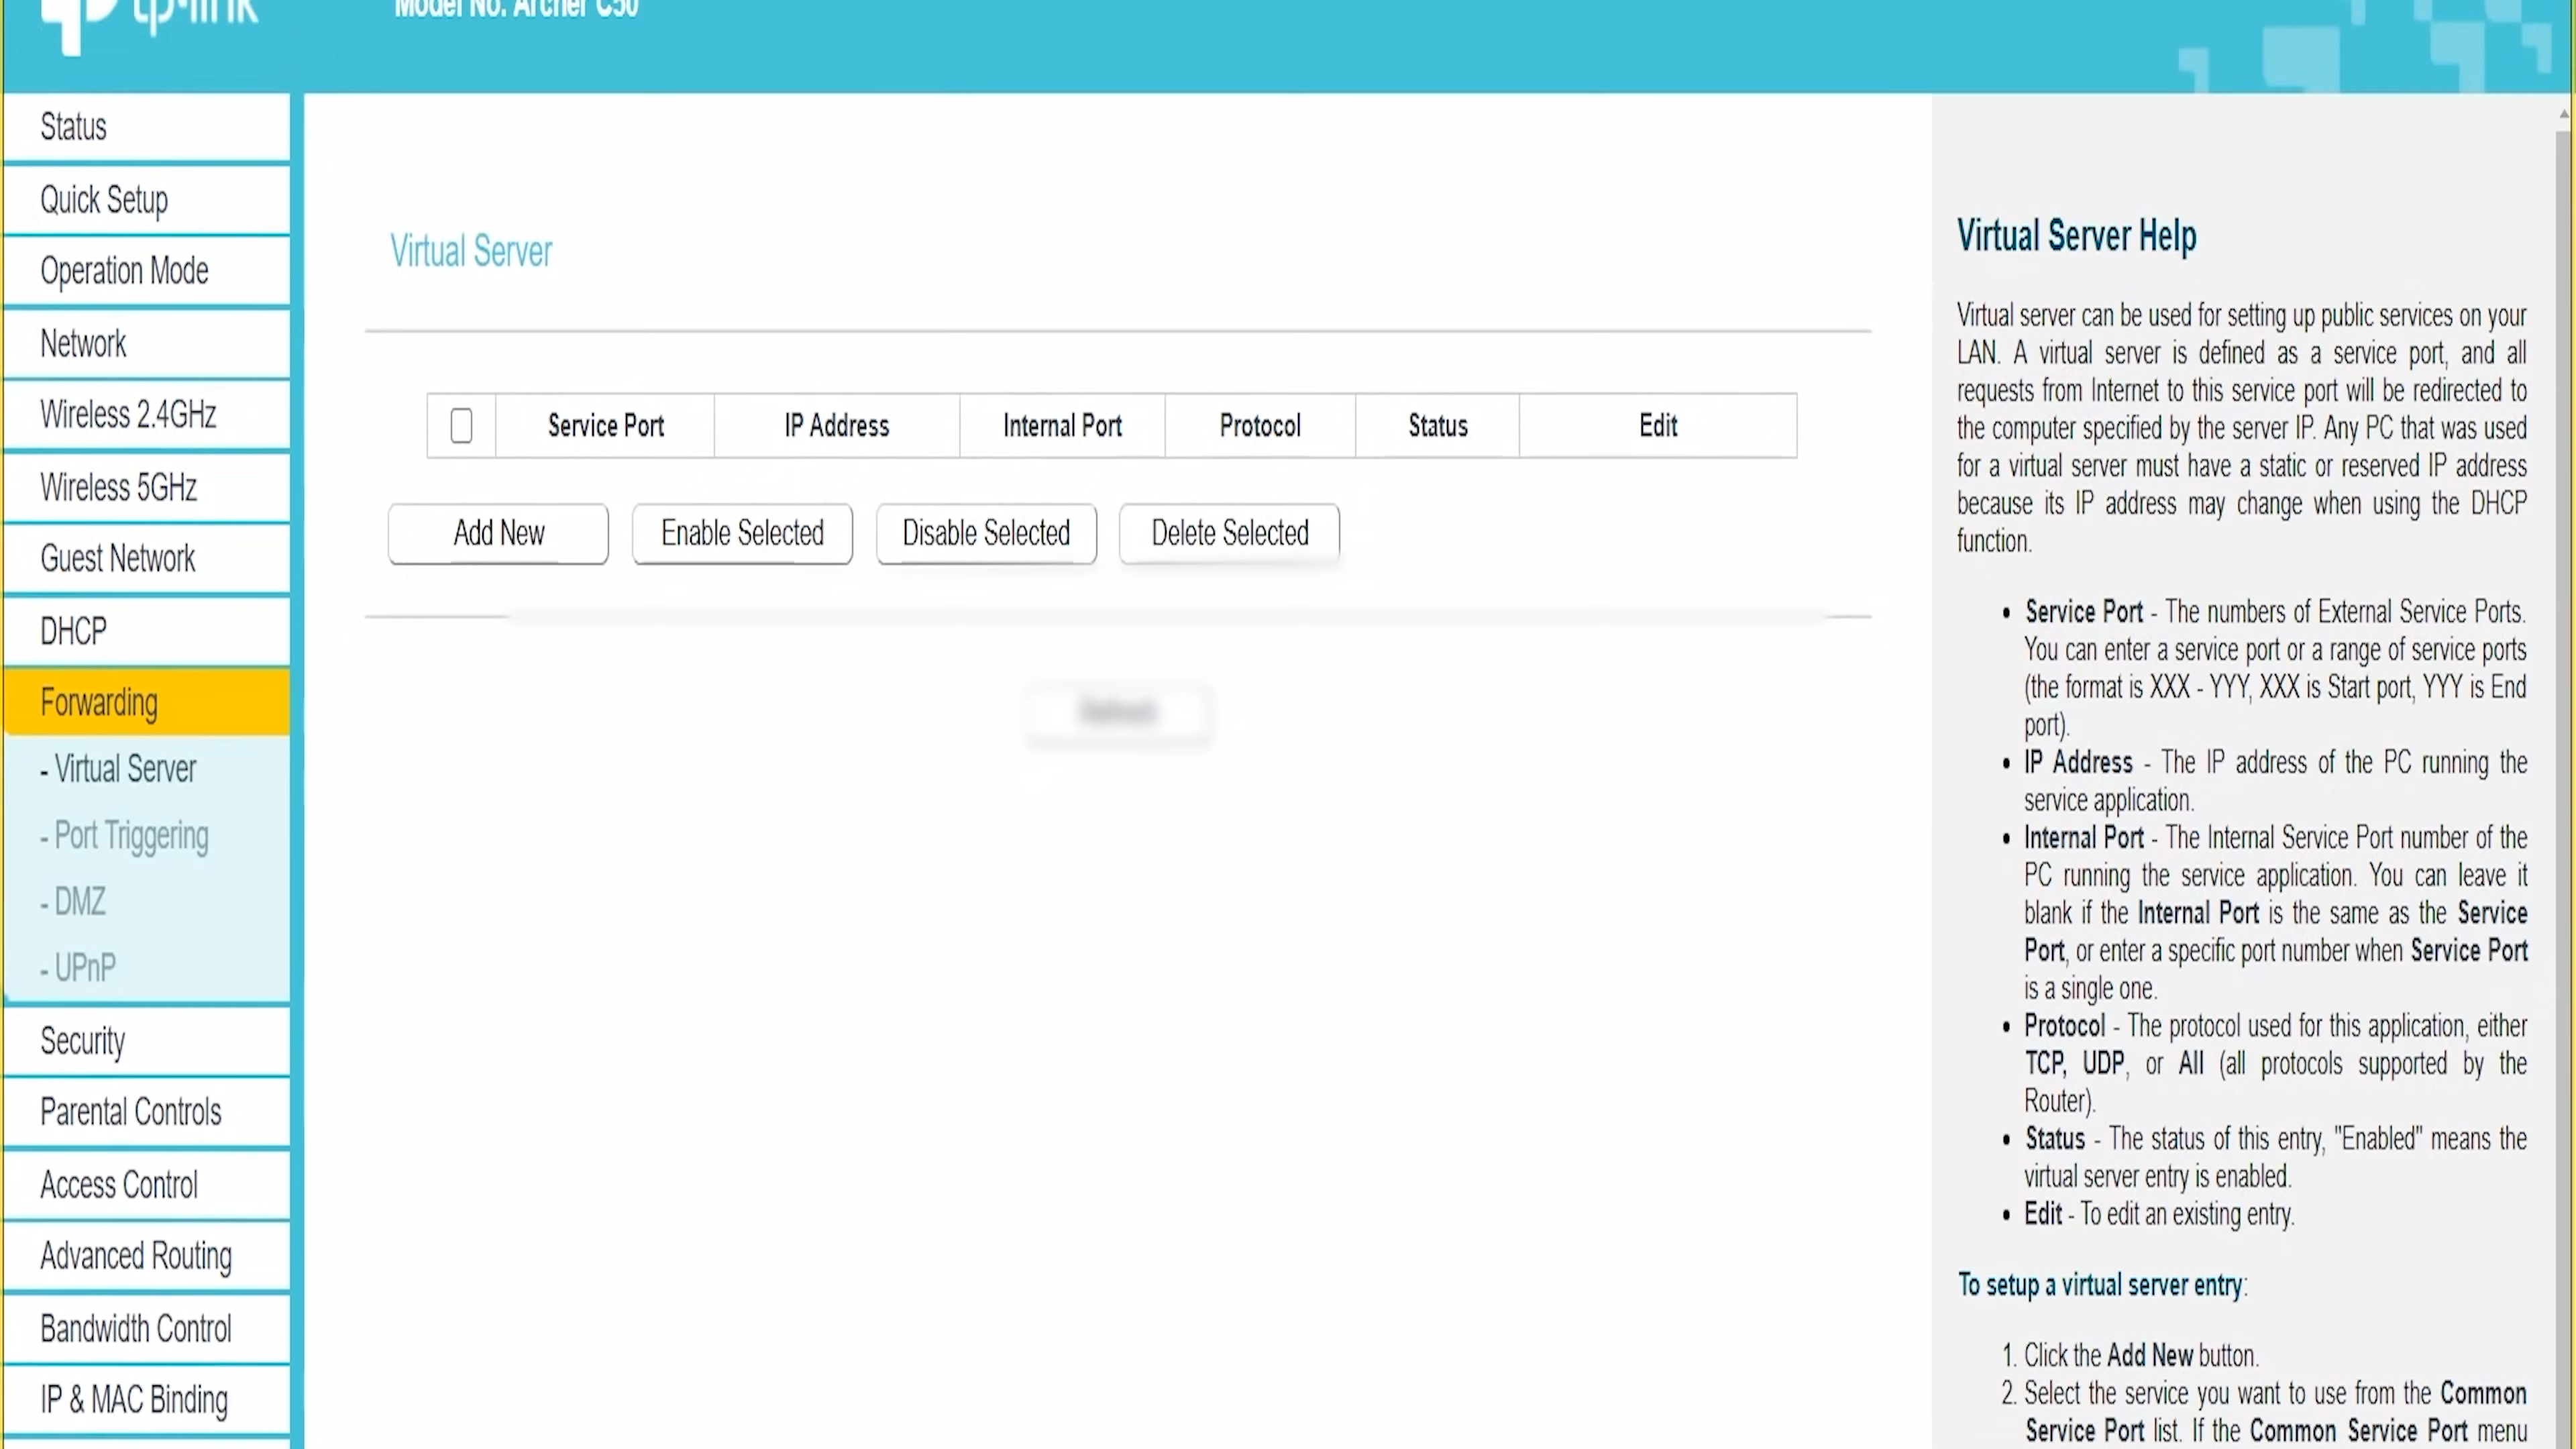 tp-link
Model No. Archer C50
Status
Quick Setup
Operation Mode
Network
Wireless 2.4GHz
Wireless 5GHz
Guest Network
DHCP
Forwarding
- Virtual Server
- Port Triggering
- DMZ
- UPnP
Security
Parental Controls
Access Control
Advanced Routing
Bandwidth Control
IP & MAC Binding
Virtual Server
Service Port IP Address Internal Port Protocol Status Edit
Add New Enable Selected Disable Selected Delete Selected
Virtual Server Help
Virtual server can be used for setting up public services on your
LAN. A virtual server is defined as a service port, and all
requests from Internet to this service port will be redirected to
the computer specified by the server IP. Any PC that was used
for a virtual server must have a static or reserved IP address
because its IP address may change when using the DHCP
function.
• Service Port - The numbers of External Service Ports.
You can enter a service port or a range of service ports
(the format is XXX - YYY, XXX is Start port, YYY is End
port).
• IP Address - The IP address of the PC running the
service application.
• Internal Port - The Internal Service Port number of the
PC running the service application. You can leave it
blank if the Internal Port is the same as the Service
Port, or enter a specific port number when Service Port
is a single one.
• Protocol - The protocol used for this application, either
TCP, UDP, or All (all protocols supported by the
Router).
• Status - The status of this entry, "Enabled" means the
virtual server entry is enabled.
• Edit - To edit an existing entry.
To setup a virtual server entry:
1. Click the Add New button.
2. Select the service you want to use from the Common
Service Port list. If the Common Service Port menu